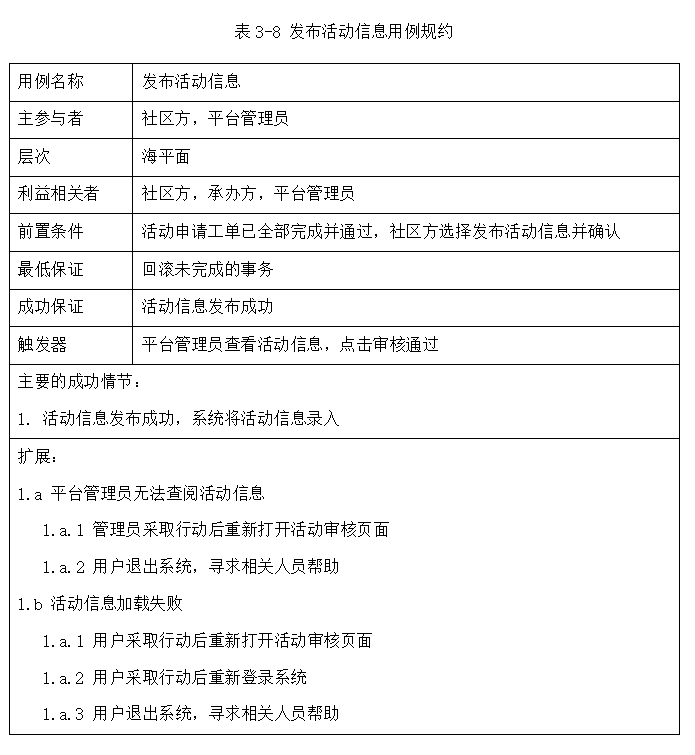 表 3-8 发布活动信息用例规约
用例名称 发布活动信息
主参与者 社区方，平台管理员
层次 海平面
利益相关者 社区方，承办方，平台管理员
前置条件 活动申请工单已全部完成并通过，社区方选择发布活动信息并确认
最低保证 回滚未完成的事务
成功保证 活动信息发布成功
触发器 平台管理员查看活动信息，点击审核通过
主要的成功情节：
1. 活动信息发布成功，系统将活动信息录入
扩展：
1.a 平台管理员无法查阅活动信息
1.a.1 管理员采取行动后重新打开活动审核页面
1.a.2 用户退出系统，寻求相关人员帮助
1.b 活动信息加载失败
1.a.1 用户采取行动后重新打开活动审核页面
1.a.2 用户采取行动后重新登录系统
1.a.3 用户退出系统，寻求相关人员帮助